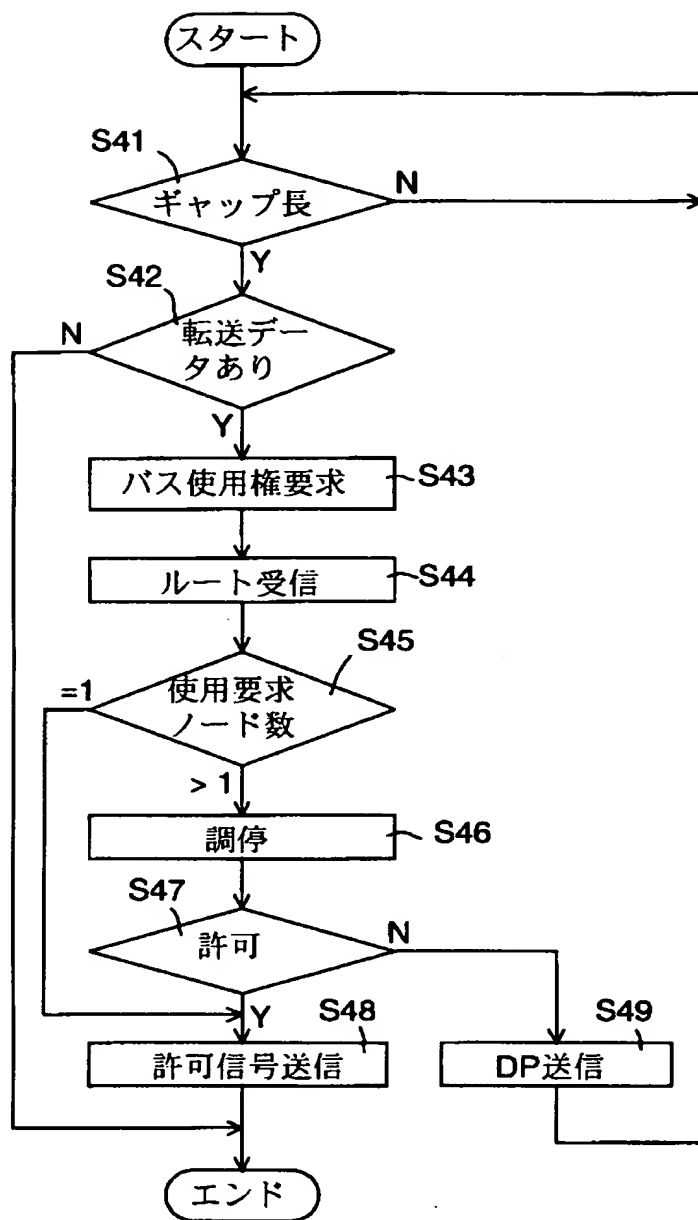 スタート
S41
ギャップ長
N
Y
S42
N
転送デー
タあり
Y
バス使用権要求
S43
ルート受信
S44
S45
=1
使用要求
ノード数
> 1
調停
S46
S47
許可
N
Y
S48
S49
許可信号送信
DP送信
エンド